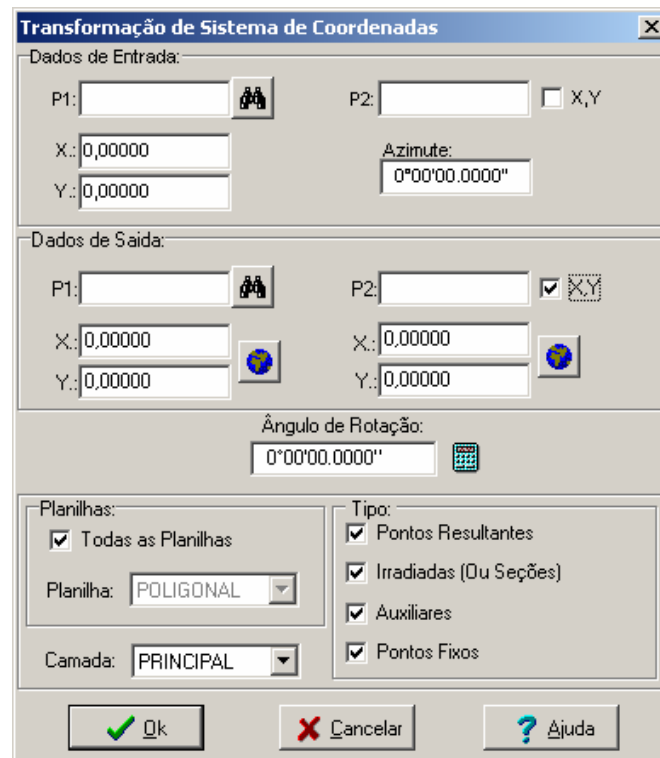 Transformação de Sistema de Coordenadas
Dados de Entrada:
P1: P2: X,Y
X.: 0,00000 Azimute:
Y.: 0,00000 0°00'00.0000"
Dados de Saida:
P1: P2: X,Y
X.: 0,00000 X.: 0,00000
Y.: 0,00000 Y.: 0,00000
Ângulo de Rotação:
0°00'00.0000"
Planilhas: Tipo:
Todas as Planilhas Pontos Resultantes
Planilha: POLIGONAL Irradiadas (Ou Seções)
Auxiliares
Camada: PRINCIPAL Pontos Fixos
Ok Cancelar Ajuda